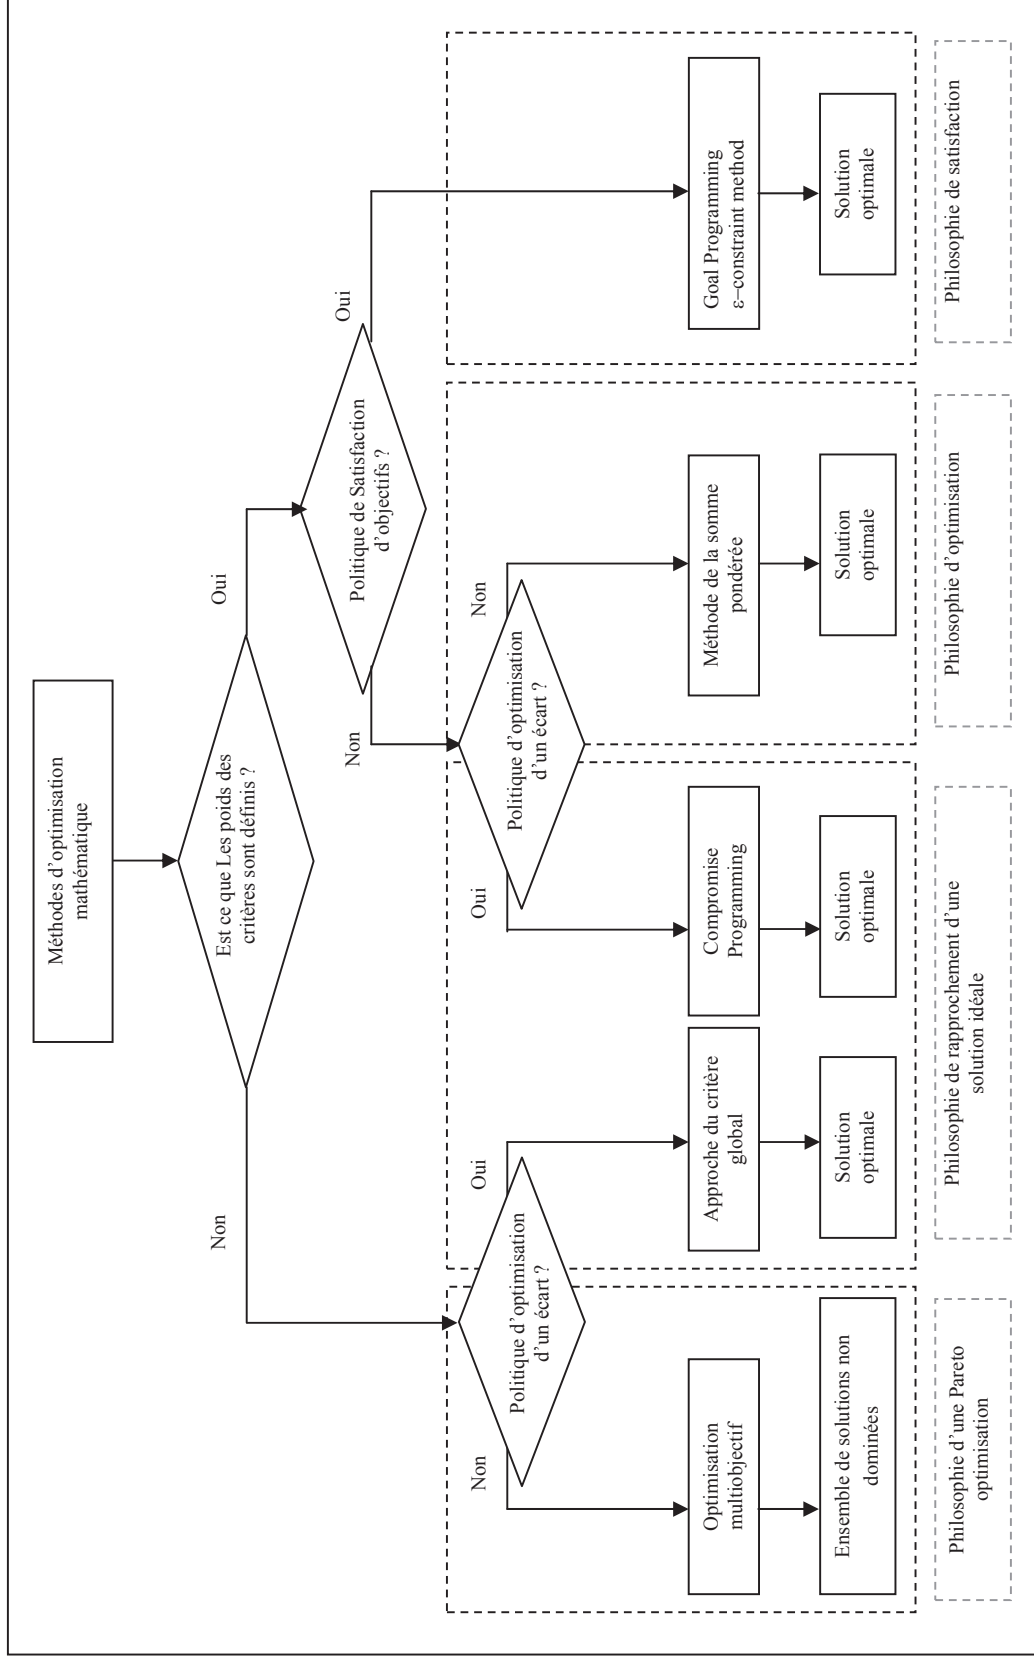 Méthodes d'optimisation
mathématique
Est ce que Les poids des
critères sont définis ?
Non
Oui
Politique de Satisfaction
d'objectifs ?
Non
Oui
Politique d'optimisation
d'un écart ?
Non
Oui
Politique d'optimisation
d'un écart ?
Oui
Non
Optimisation
multiobjectif
Approche du critère
global
Compromise
Programming
Méthode de la somme
pondérée
Goal Programming
ε–constraint method
Ensemble de solutions non
dominées
Solution
optimale
Solution
optimale
Solution
optimale
Solution
optimale
Philosophie d'une Pareto
optimisation
Philosophie de rapprochement d'une
solution idéale
Philosophie d'optimisation
Philosophie de satisfaction